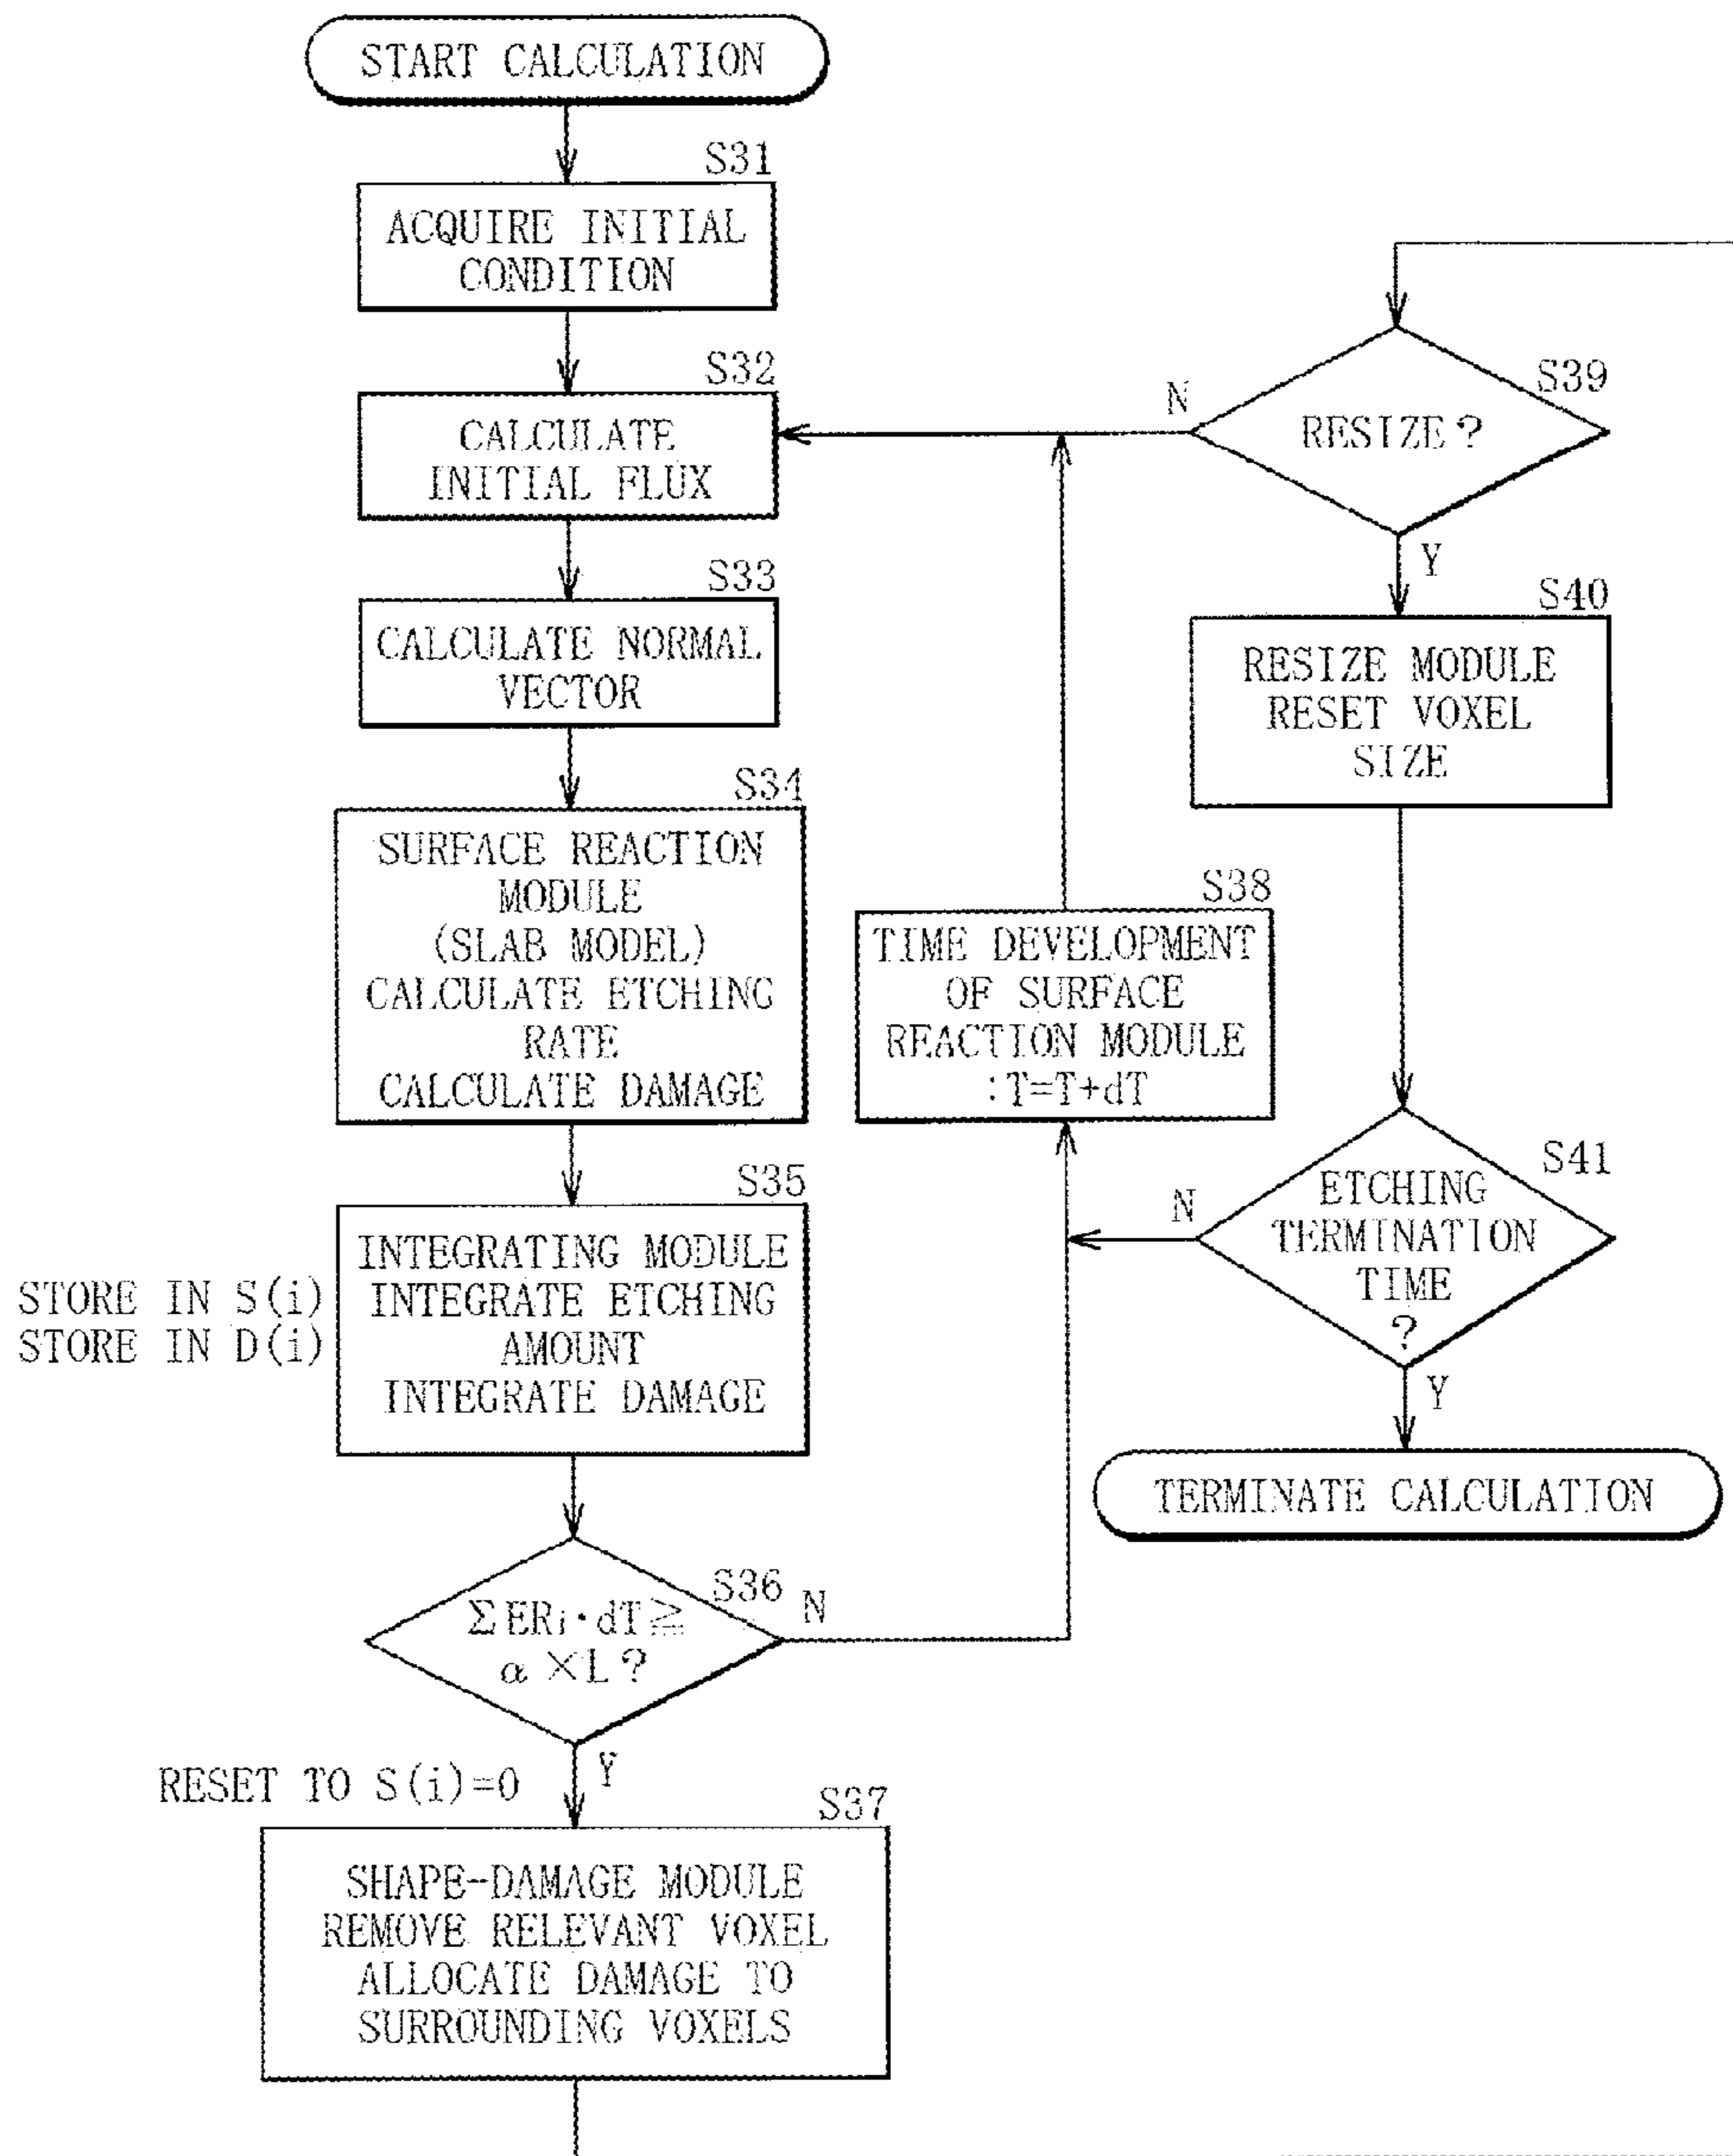 START CALCULATION
S31
ACQUIRE INITIAL
CONDITION
S32
CALCULATE
INITIAL FLUX
S33
CALCULATE NORMAL
VECTOR
S34
SURFACE REACTION
MODULE
(SLAB MODEL)
CALCULATE ETCHING
RATE
CALCULATE DAMAGE
S35
INTEGRATING MODULE
INTEGRATE ETCHING
AMOUNT
INTEGRATE DAMAGE
STORE IN S(i)
STORE IN D(i)
S36
ΣERi·dT≧
α×L?
N
Y
RESET TO S(i)=0
S37
SHAPE-DAMAGE MODULE
REMOVE RELEVANT VOXEL
ALLOCATE DAMAGE TO
SURROUNDING VOXELS
S38
TIME DEVELOPMENT
OF SURFACE
REACTION MODULE
:T=T+dT
S39
RESIZE?
N
Y
S40
RESIZE MODULE
RESET VOXEL
SIZE
S41
ETCHING
TERMINATION
TIME
?
N
Y
TERMINATE CALCULATION